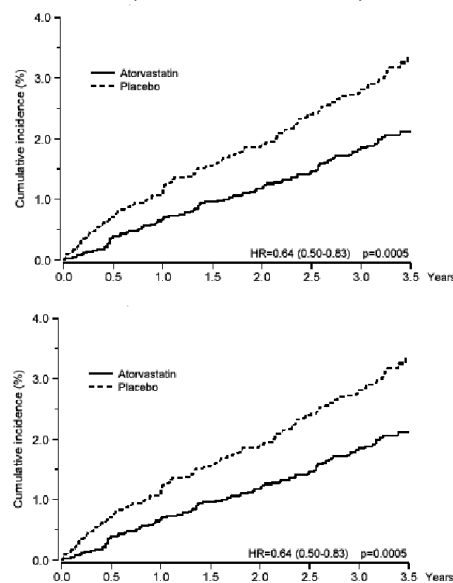 4.0
Cumulative incidence (%)
3.0
2.0
1.0
0.0
Atorvastatin
Placebo
HR=0.64 (0.50-0.83) p=0.0005
0.0 0.5 1.0 1.5 2.0 2.5 3.0 3.5 Years
4.0
Cumulative incidence (%)
3.0
2.0
1.0
0.0
Atorvastatin
Placebo
HR=0.64 (0.50-0.83) p=0.0005
0.0 0.5 1.0 1.5 2.0 2.5 3.0 3.5 Years